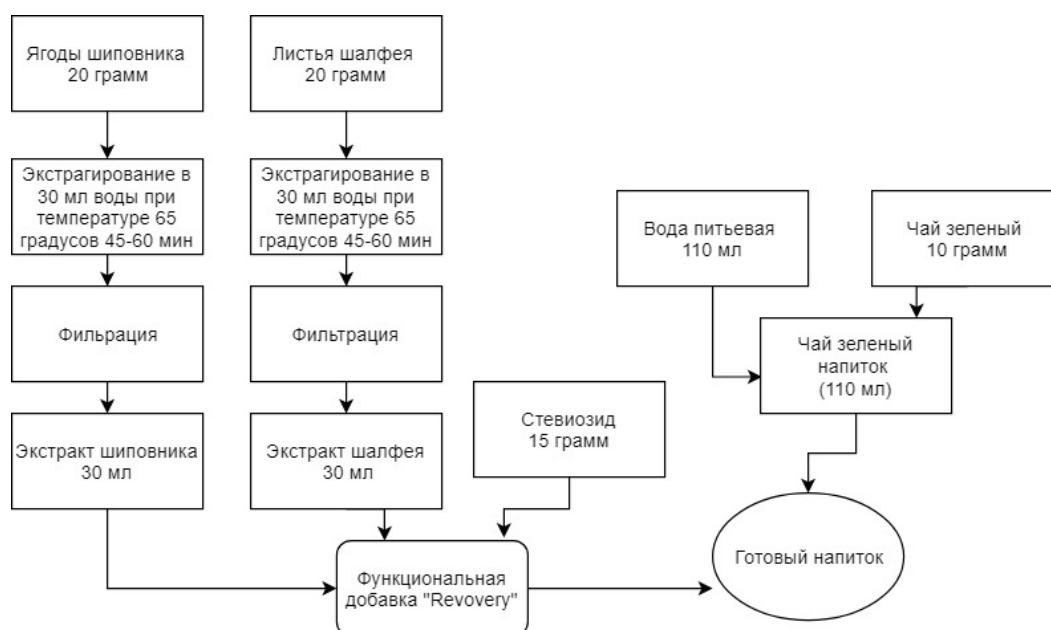 Ягоды шиповника
20 грамм
Листья шалфея
20 грамм
Экстрагирование в
30 мл воды при
температуре 65
градусов 45-60 мин
Экстрагирование в
30 мл воды при
температуре 65
градусов 45-60 мин
Вода питьевая
110 мл
Чай зеленый
10 грамм
Фильрация
Фильтрация
Чай зеленый
напиток
(110 мл)
Стевиозид
15 грамм
Экстракт шиповника
30 мл
Экстракт шалфея
30 мл
Готовый напиток
Функциональная
добавка "Revovery"